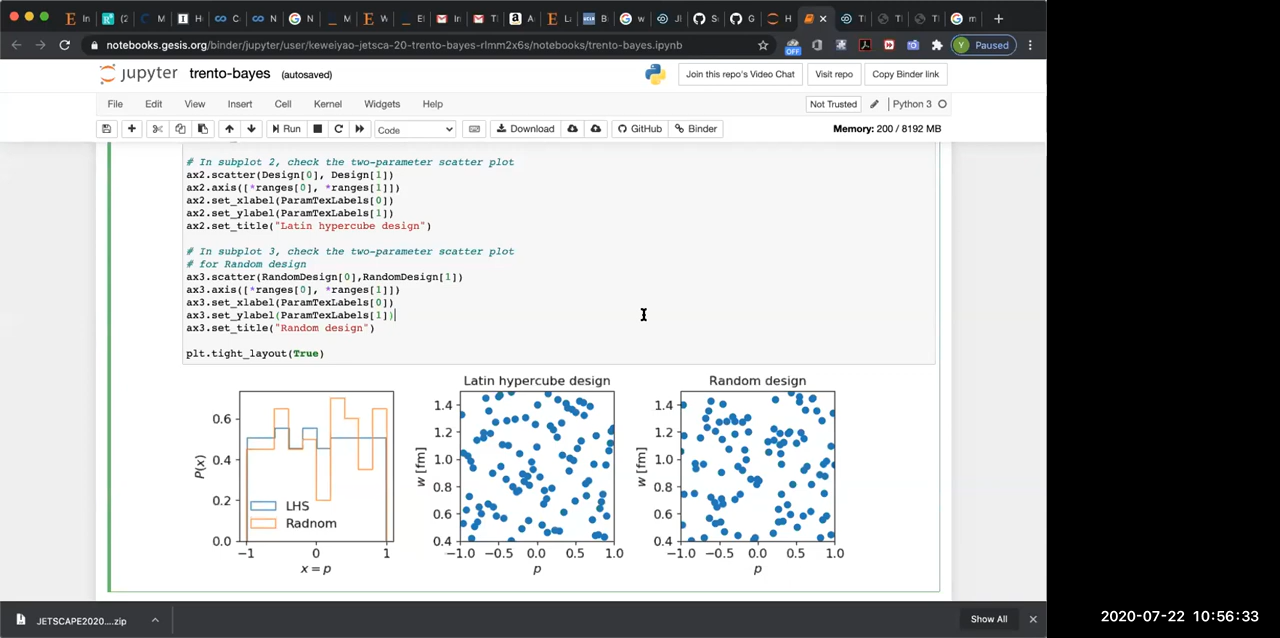 notebooks.gesis.org/binder/jupyter/user/keweiyao-jetsca-20-trento-bayes-rlmm2x6s/notebooks/trento-bayes.ipynb
OFF
Y Paused
jupyter trento-bayes (autosaved)
Join this repo's Video Chat
Visit repo
Copy Binder link
File Edit View Insert Cell Kernel Widgets Help
Not Trusted
Python 3
Run
Code
Download
GitHub
Binder
Memory: 200 / 8192 MB
# In subplot 2, check the two-parameter scatter plot
ax2.scatter(Design[0], Design[1])
ax2.axis([*ranges[0], *ranges[1]])
ax2.set_xlabel(ParamTexLabels[0])
ax2.set_ylabel(ParamTexLabels[1])
ax2.set_title("Latin hypercube design")
# In subplot 3, check the two-parameter scatter plot
# for Random design
ax3.scatter(RandomDesign[0],RandomDesign[1])
ax3.axis([*ranges[0], *ranges[1]])
ax3.set_xlabel(ParamTexLabels[0])
ax3.set_ylabel(ParamTexLabels[1])
ax3.set_title("Random design")
plt.tight_layout(True)
P(x)
0.6
0.4
0.2
0.0
LHS
Radnom
−1 0 1
x = p
Latin hypercube design
w [fm]
1.4
1.2
1.0
0.8
0.6
0.4
−1.0 −0.5 0.0 0.5 1.0
p
Random design
w [fm]
1.4
1.2
1.0
0.8
0.6
0.4
−1.0 −0.5 0.0 0.5 1.0
p
JETSCAPE2020....zip
Show All
2020-07-22 10:56:33